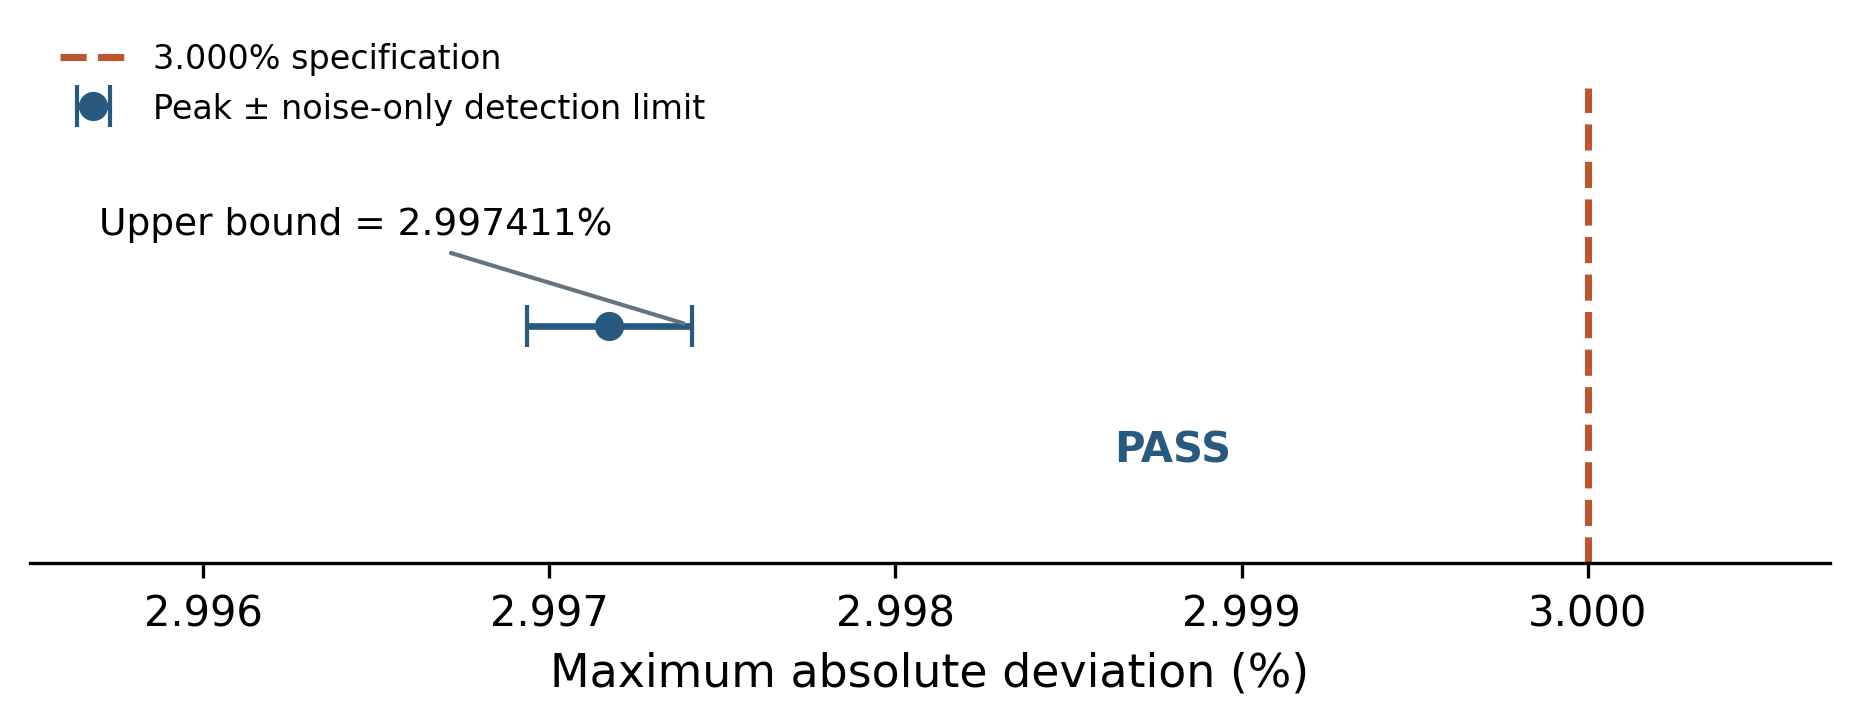 3.000% specification
Peak ± noise-only detection limit
Upper bound = 2.997411%
PASS
2.996 2.997 2.998 2.999 3.000
Maximum absolute deviation (%)